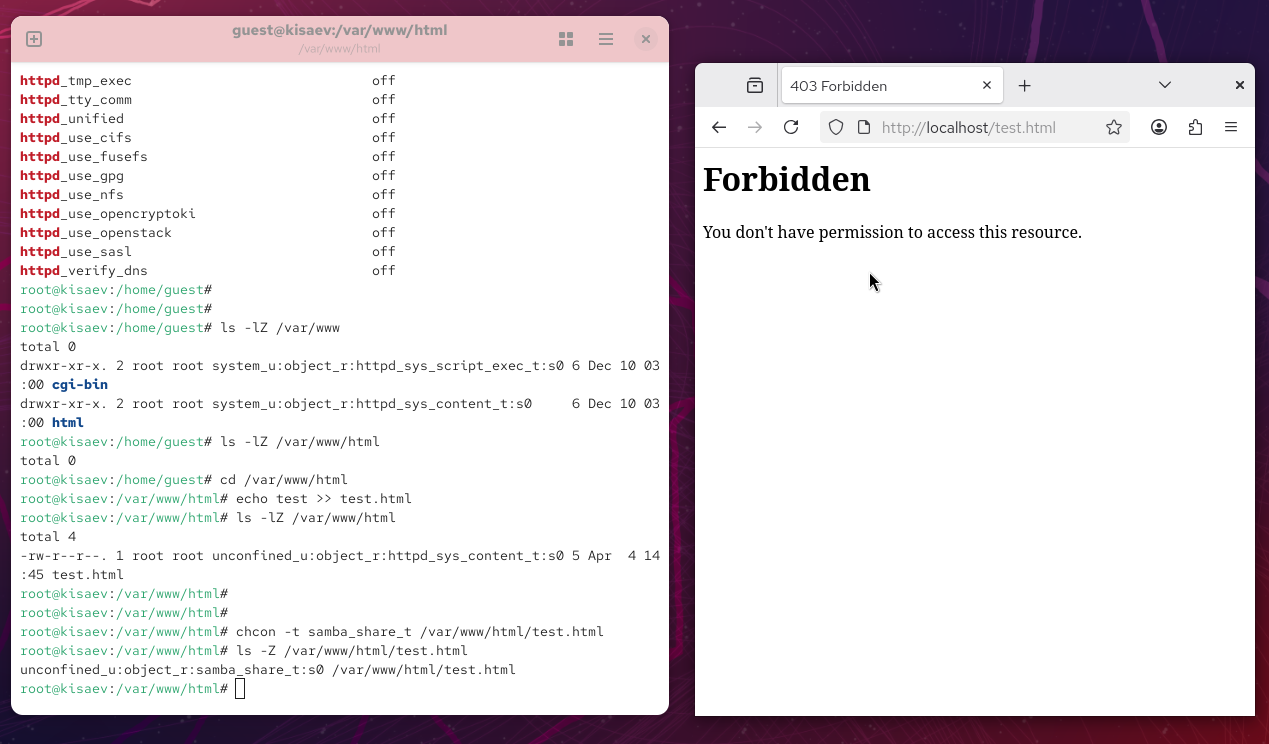 guest@kisaev:/var/www/html
/var/www/html
httpd_tmp_exec                off
httpd_tty_comm                off
httpd_unified                 off
httpd_use_cifs                off
httpd_use_fusefs              off
httpd_use_gpg                 off
httpd_use_nfs                 off
httpd_use_opencryptoki        off
httpd_use_openstack           off
httpd_use_sasl                off
httpd_verify_dns              off
root@kisaev:/home/guest#
root@kisaev:/home/guest#
root@kisaev:/home/guest# ls -lZ /var/www
total 0
drwxr-xr-x. 2 root root system_u:object_r:httpd_sys_script_exec_t:s0 6 Dec 10 03
:00 cgi-bin
drwxr-xr-x. 2 root root system_u:object_r:httpd_sys_content_t:s0     6 Dec 10 03
:00 html
root@kisaev:/home/guest# ls -lZ /var/www/html
total 0
root@kisaev:/home/guest# cd /var/www/html
root@kisaev:/var/www/html# echo test >> test.html
root@kisaev:/var/www/html# ls -lZ /var/www/html
total 4
-rw-r--r--. 1 root root unconfined_u:object_r:httpd_sys_content_t:s0 5 Apr  4 14
:45 test.html
root@kisaev:/var/www/html#
root@kisaev:/var/www/html#
root@kisaev:/var/www/html# chcon -t samba_share_t /var/www/html/test.html
root@kisaev:/var/www/html# ls -Z /var/www/html/test.html
unconfined_u:object_r:samba_share_t:s0 /var/www/html/test.html
root@kisaev:/var/www/html#
403 Forbidden
http://localhost/test.html
Forbidden
You don't have permission to access this resource.